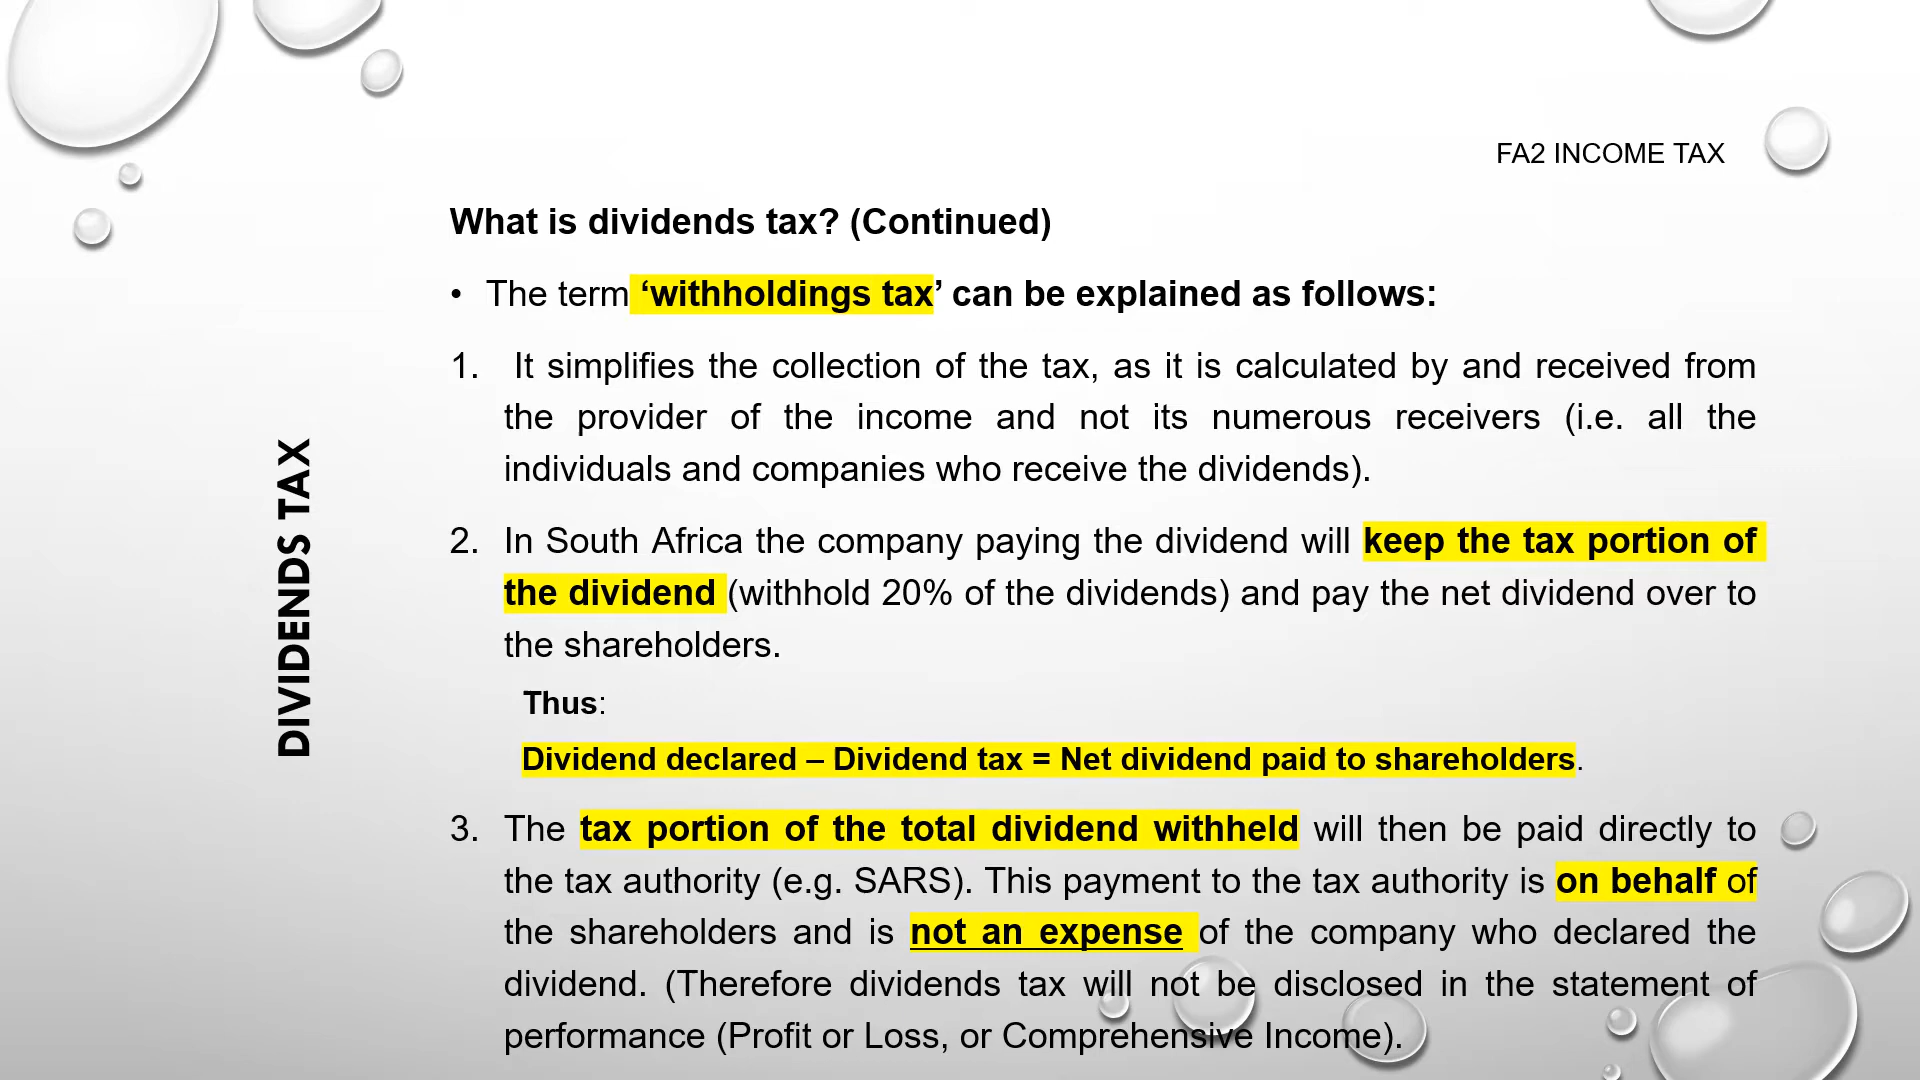 FA2 INCOME TAX
What is dividends tax? (Continued)
• The term ‘withholdings tax’ can be explained as follows:
1. It simplifies the collection of the tax, as it is calculated by and received from
the provider of the income and not its numerous receivers (i.e. all the
individuals and companies who receive the dividends).
2. In South Africa the company paying the dividend will keep the tax portion of
the dividend (withhold 20% of the dividends) and pay the net dividend over to
the shareholders.
Thus:
Dividend declared – Dividend tax = Net dividend paid to shareholders.
3. The tax portion of the total dividend withheld will then be paid directly to
the tax authority (e.g. SARS). This payment to the tax authority is on behalf of
the shareholders and is not an expense of the company who declared the
dividend. (Therefore dividends tax will not be disclosed in the statement of
performance (Profit or Loss, or Comprehensive Income).
DIVIDENDS TAX